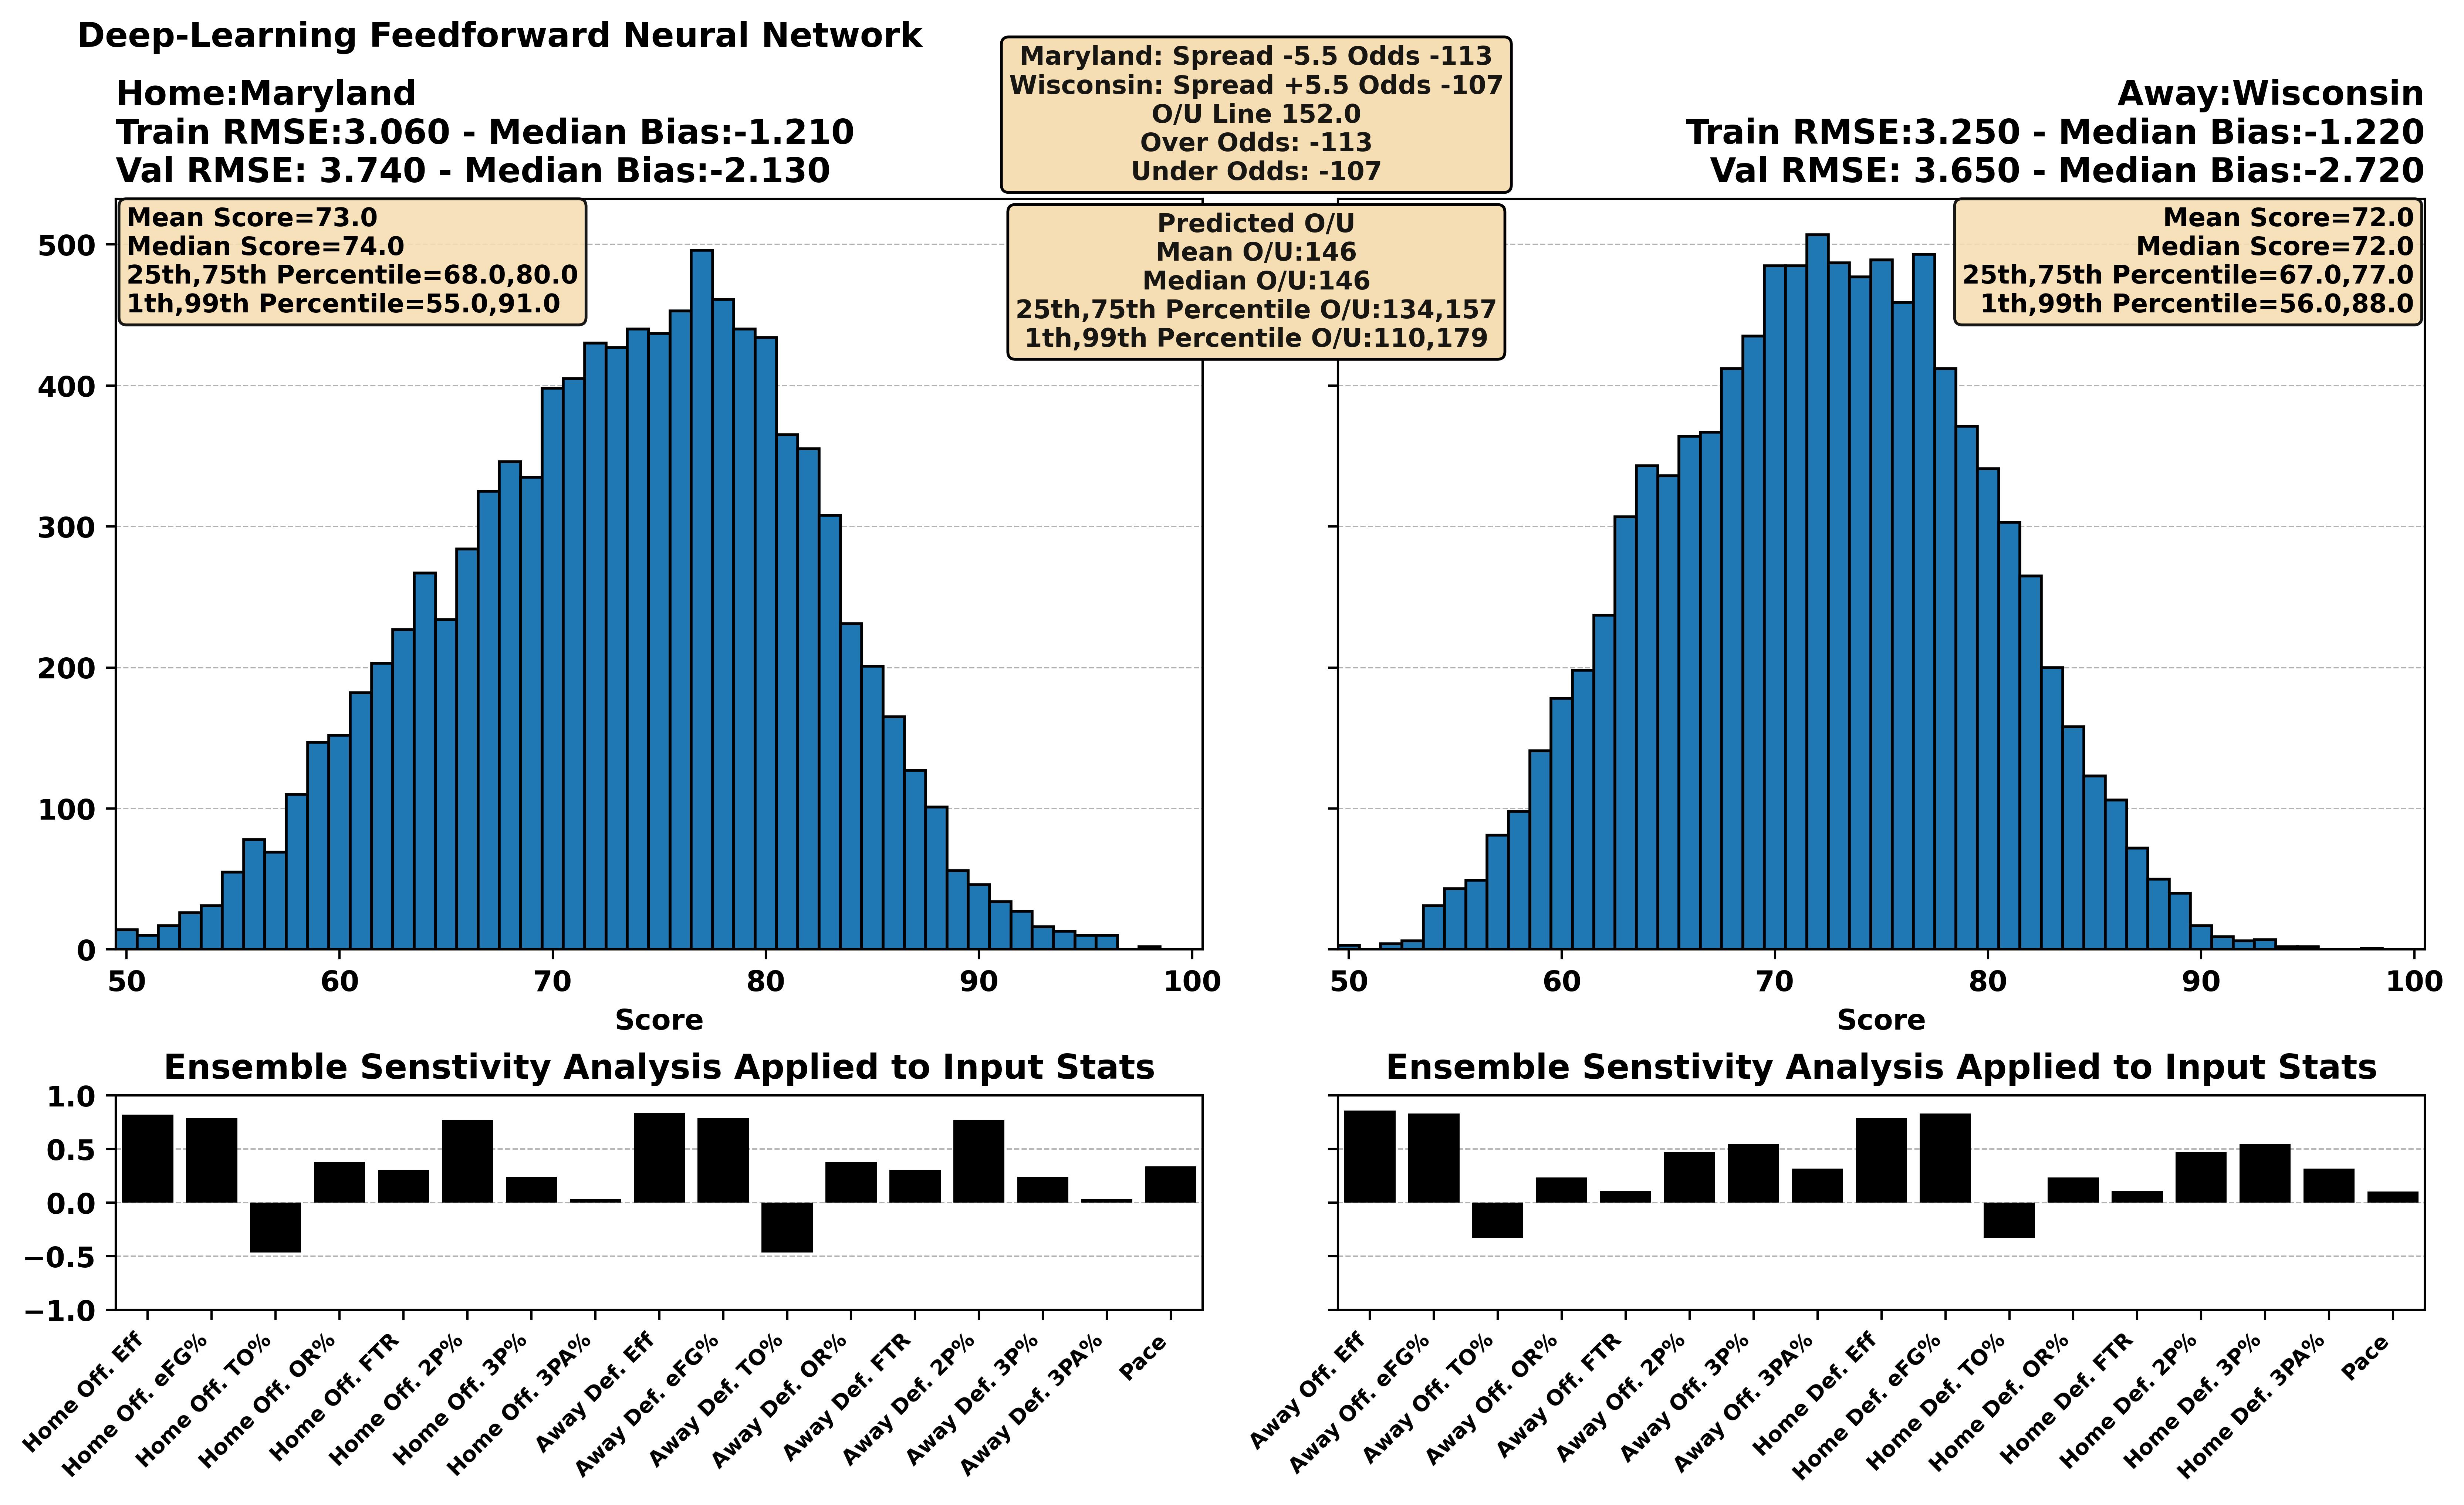 Deep-Learning Feedforward Neural Network
Home:Maryland
Train RMSE:3.060 - Median Bias:-1.210
Val RMSE: 3.740 - Median Bias:-2.130
Maryland: Spread -5.5 Odds -113
Wisconsin: Spread +5.5 Odds -107
O/U Line 152.0
Over Odds: -113
Under Odds: -107
Away:Wisconsin
Train RMSE:3.250 - Median Bias:-1.220
Val RMSE: 3.650 - Median Bias:-2.720
Mean Score=73.0
Median Score=74.0
25th,75th Percentile=68.0,80.0
1th,99th Percentile=55.0,91.0
Predicted O/U
Mean O/U:146
Median O/U:146
25th,75th Percentile O/U:134,157
1th,99th Percentile O/U:110,179
Mean Score=72.0
Median Score=72.0
25th,75th Percentile=67.0,77.0
1th,99th Percentile=56.0,88.0
500
400
300
200
100
0
50 60 70 80 90 100
Score
50 60 70 80 90 100
Score
Ensemble Senstivity Analysis Applied to Input Stats
1.0
0.5
0.0
−0.5
−1.0
Home Off. Eff
Home Off. eFG%
Home Off. TO%
Home Off. OR%
Home Off. FTR
Home Off. 2P%
Home Off. 3P%
Home Off. 3PA%
Away Def. Eff
Away Def. eFG%
Away Def. TO%
Away Def. OR%
Away Def. FTR
Away Def. 2P%
Away Def. 3P%
Away Def. 3PA%
Pace
Ensemble Senstivity Analysis Applied to Input Stats
Away Off. Eff
Away Off. eFG%
Away Off. TO%
Away Off. OR%
Away Off. FTR
Away Off. 2P%
Away Off. 3P%
Away Off. 3PA%
Home Def. Eff
Home Def. eFG%
Home Def. TO%
Home Def. OR%
Home Def. FTR
Home Def. 2P%
Home Def. 3P%
Home Def. 3PA%
Pace